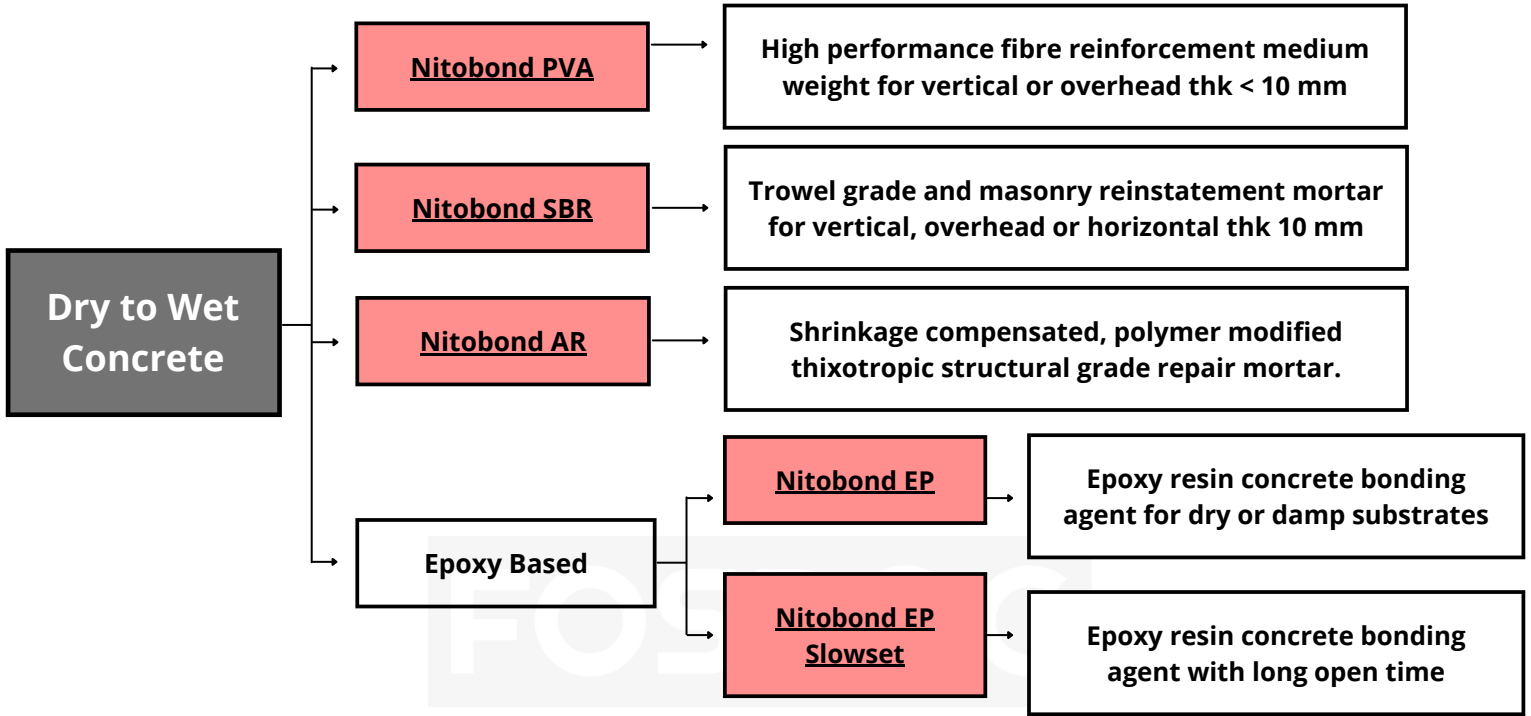 Nitobond PVA
High performance fibre reinforcement medium
weight for vertical or overhead thk < 10 mm
Nitobond SBR
Trowel grade and masonry reinstatement mortar
for vertical, overhead or horizontal thk 10 mm
Dry to Wet
Concrete
Nitobond AR
Shrinkage compensated, polymer modified
thixotropic structural grade repair mortar.
Epoxy Based
Nitobond EP
Epoxy resin concrete bonding
agent for dry or damp substrates
Nitobond EP
Slowset
Epoxy resin concrete bonding
agent with long open time